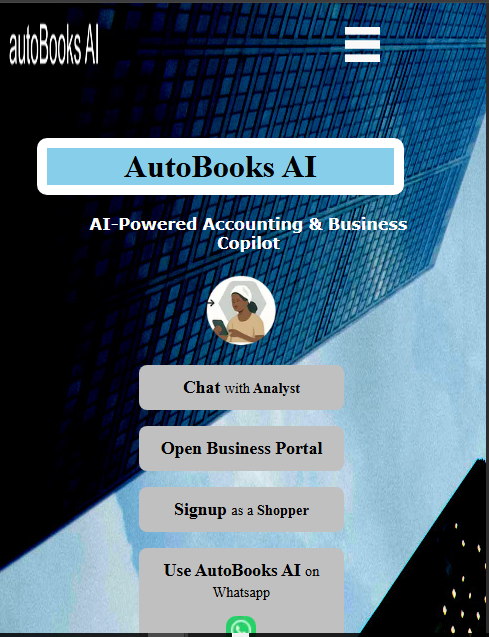 autoBooks AI
AutoBooks AI
AI-Powered Accounting & Business
Copilot
Chat with Analyst
Open Business Portal
Signup as a Shopper
Use AutoBooks AI on
Whatsapp